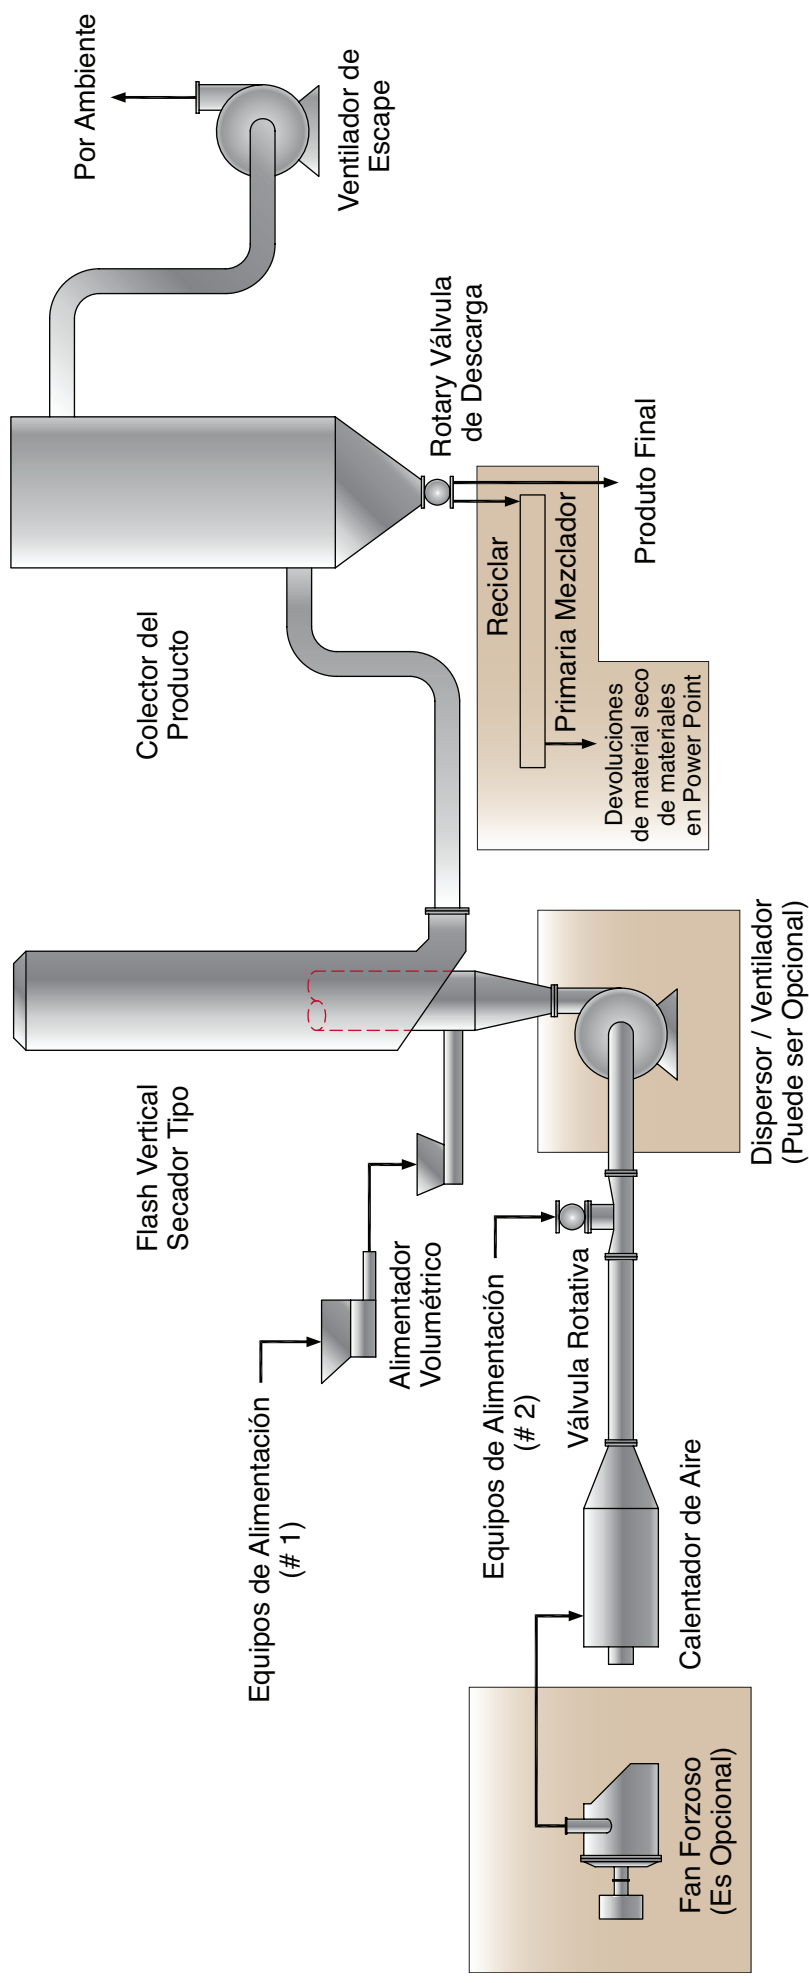 Por Ambiente
Ventilador de
Escape
Colector del
Producto
Rotary Válvula
de Descarga
Reciclar
Primaria Mezclador
Produto Final
Devoluciones
de material seco
de materiales
en Power Point
Flash Vertical
Secador Tipo
Dispersor / Ventilador
(Puede ser Opcional)
Equipos de Alimentación
(# 1)
Alimentador
Volumétrico
Equipos de Alimentación
(# 2)
Válvula Rotativa
Calentador de Aire
Fan Forzoso
(Es Opcional)